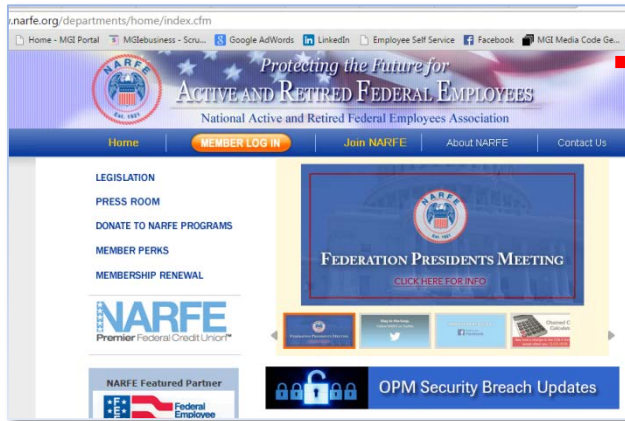 .narfe.org/departments/home/index.cfm
Home - MGI Portal MGIebusiness - Scru... Google AdWords LinkedIn Employee Self Service Facebook MGI Media Code Ge...
NARFE
Est. 1921
Protecting the Future for
ACTIVE AND RETIRED FEDERAL EMPLOYEES
National Active and Retired Federal Employees Association
Home MEMBER LOG IN Join NARFE About NARFE Contact Us
LEGISLATION
PRESS ROOM
DONATE TO NARFE PROGRAMS
MEMBER PERKS
MEMBERSHIP RENEWAL
NARFE
Premier Federal Credit Union
NARFE Featured Partner
Federal
Employee
NARFE
FEDERATION PRESIDENTS MEETING
CLICK HERE FOR INFO
FEDERATION PRESIDENTS MEETING
OPM Security Breach Updates